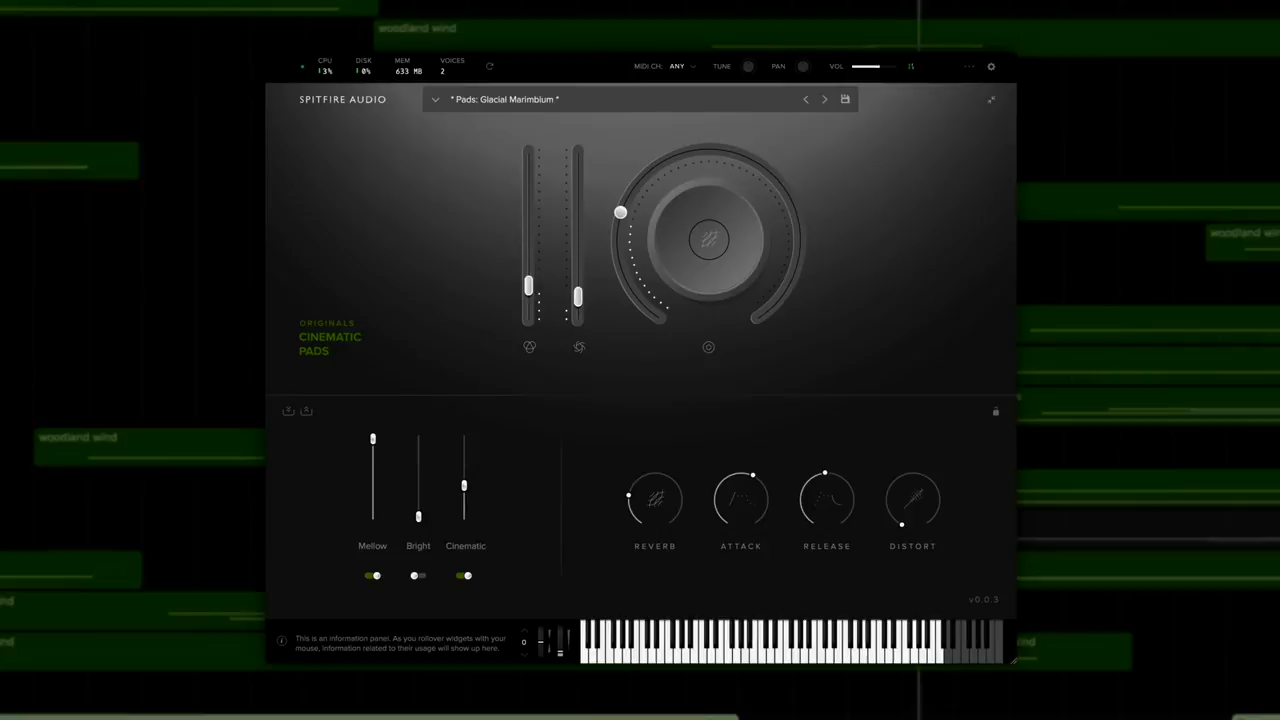 woodland wind
CPU
3%
DISK
0%
MEM
633 MB
VOICES
2
MIDI CH: ANY
TUNE
PAN
VOL
SPITFIRE AUDIO
* Pads: Glacial Marimbium *
woodland wind
ORIGINALS
CINEMATIC
PADS
woodland wind
Mellow
Bright
Cinematic
REVERB
ATTACK
RELEASE
DISTORT
v0.0.3
This is an information panel. As you rollover widgets with your
mouse, information related to their usage will show up here.
0